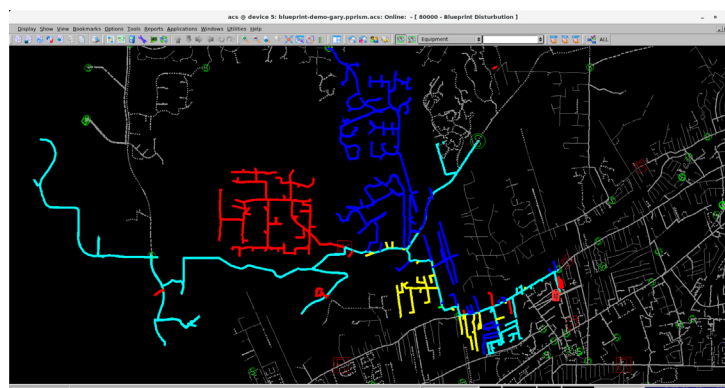 acs @ device 5: blueprint-demo-gary.pprism.acs: Online: - [ 80000 - Blueprint Disturbution ]
Display Show View Bookmarks Options Tools Reports Applications Windows Utilities Help
Equipment
ALL